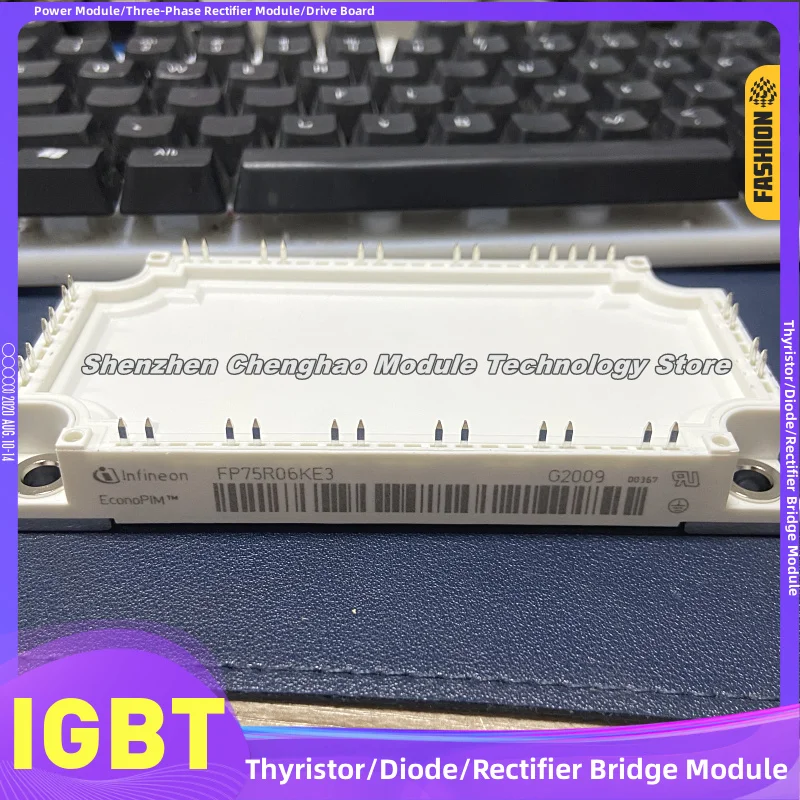 Power Module/Three-Phase Rectifier Module/Drive Board
FASHION
Alt
Shenzhen Chenghao Module Technology Store
infineon
FP75R06KE3
G2009
00367
EconoPIM™
2020 AUG. 10-14
Thyristor/Diode/Rectifier Bridge Module
IGBT
Thyristor/Diode/Rectifier Bridge Module